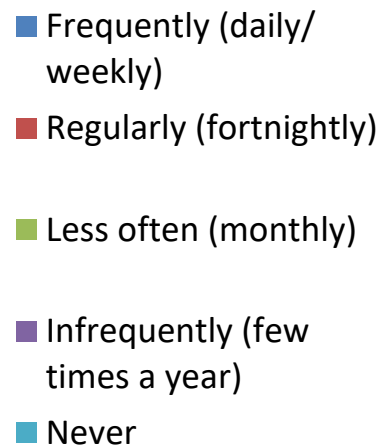 Frequently (daily/
weekly)
Regularly (fortnightly)
Less often (monthly)
Infrequently (few
times a year)
Never